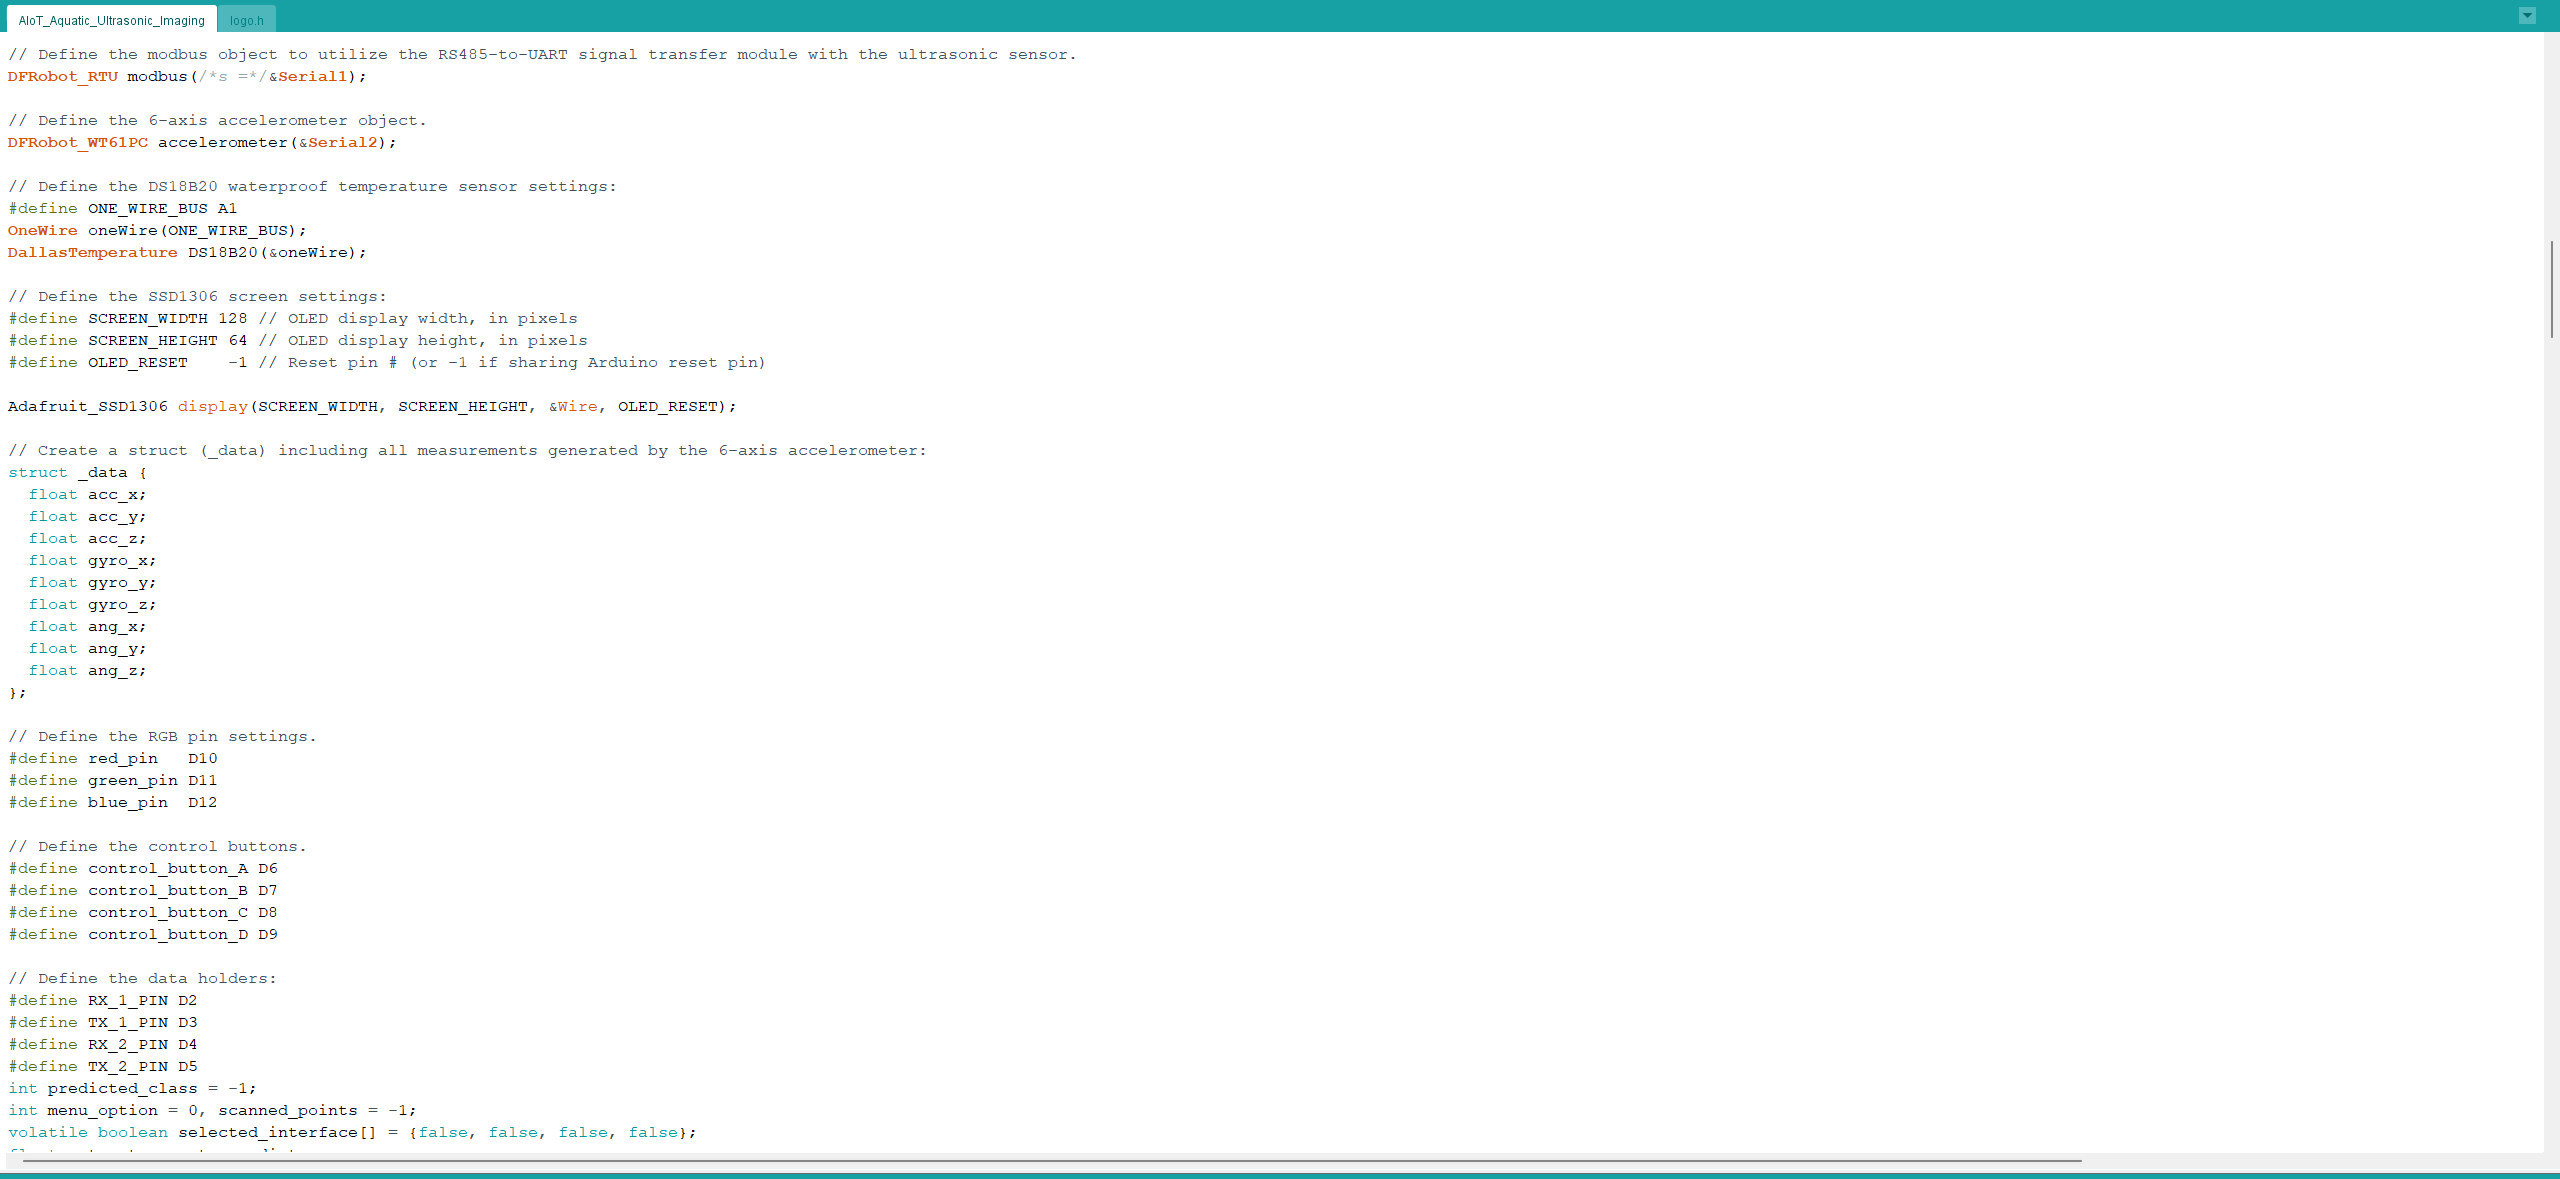 AIoT_Aquatic_Ultrasonic_Imaging
logo.h
// Define the modbus object to utilize the RS485-to-UART signal transfer module with the ultrasonic sensor.
DFRobot_RTU modbus(/*s =*/&Serial1);
// Define the 6-axis accelerometer object.
DFRobot_WT61PC accelerometer(&Serial2);
// Define the DS18B20 waterproof temperature sensor settings:
#define ONE_WIRE_BUS A1
OneWire oneWire(ONE_WIRE_BUS);
DallasTemperature DS18B20(&oneWire);
// Define the SSD1306 screen settings:
#define SCREEN_WIDTH 128 // OLED display width, in pixels
#define SCREEN_HEIGHT 64 // OLED display height, in pixels
#define OLED_RESET    -1 // Reset pin # (or -1 if sharing Arduino reset pin)
Adafruit_SSD1306 display(SCREEN_WIDTH, SCREEN_HEIGHT, &Wire, OLED_RESET);
// Create a struct (_data) including all measurements generated by the 6-axis accelerometer:
struct _data {
  float acc_x;
  float acc_y;
  float acc_z;
  float gyro_x;
  float gyro_y;
  float gyro_z;
  float ang_x;
  float ang_y;
  float ang_z;
};
// Define the RGB pin settings.
#define red_pin   D10
#define green_pin D11
#define blue_pin  D12
// Define the control buttons.
#define control_button_A D6
#define control_button_B D7
#define control_button_C D8
#define control_button_D D9
// Define the data holders:
#define RX_1_PIN D2
#define TX_1_PIN D3
#define RX_2_PIN D4
#define TX_2_PIN D5
int predicted_class = -1;
int menu_option = 0, scanned_points = -1;
volatile boolean selected_interface[] = {false, false, false, false};